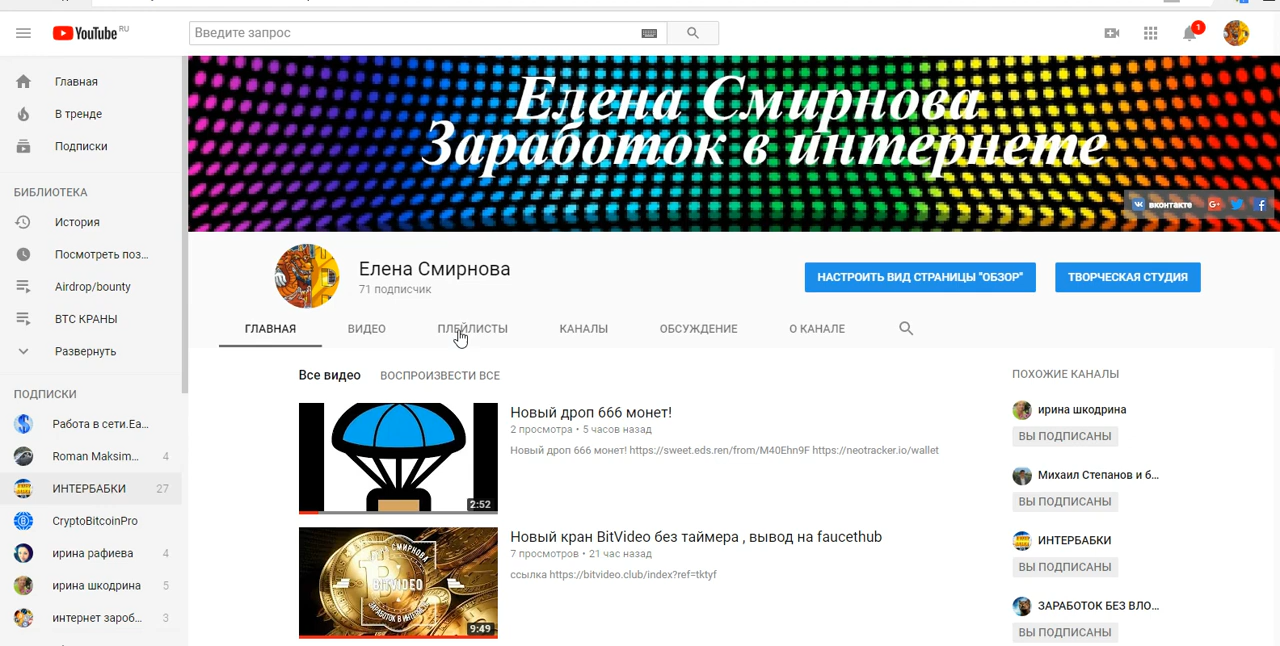 YouTube RU
Введите запрос
1
Главная
В тренде
Подписки
БИБЛИОТЕКА
История
Посмотреть поз...
Airdrop/bounty
BTC КРАНЫ
Развернуть
ПОДПИСКИ
Работа в сети.Ea...
Roman Maksim... 4
ИНТЕРБАБКИ 27
CryptoBitcoinPro
ирина рафиева 4
ирина шкодрина 5
интернет зароб... 3
Елена Смирнова
Заработок в интернете
вконтакте
Елена Смирнова
71 подписчик
НАСТРОИТЬ ВИД СТРАНИЦЫ "ОБЗОР"
ТВОРЧЕСКАЯ СТУДИЯ
ГЛАВНАЯ ВИДЕО ПЛЕЙЛИСТЫ КАНАЛЫ ОБСУЖДЕНИЕ О КАНАЛЕ
Все видео ВОСПРОИЗВЕСТИ ВСЕ
2:52
Новый дроп 666 монет!
2 просмотра • 5 часов назад
Новый дроп 666 монет! https://sweet.eds.ren/from/M40Ehn9F https://neotracker.io/wallet
СМИРНОВА
BITVIDEO
ЗАРАБОТОК В ИНТЕРНЕТЕ
9:49
Новый кран BitVideo без таймера , вывод на faucethub
7 просмотров • 21 час назад
ссылка https://bitvideo.club/index?ref=tktyf
ПОХОЖИЕ КАНАЛЫ
ирина шкодрина
ВЫ ПОДПИСАНЫ
Михаил Степанов и б...
ВЫ ПОДПИСАНЫ
ИНТЕРБАБКИ
ВЫ ПОДПИСАНЫ
ЗАРАБОТОК БЕЗ ВЛО...
ВЫ ПОДПИСАНЫ